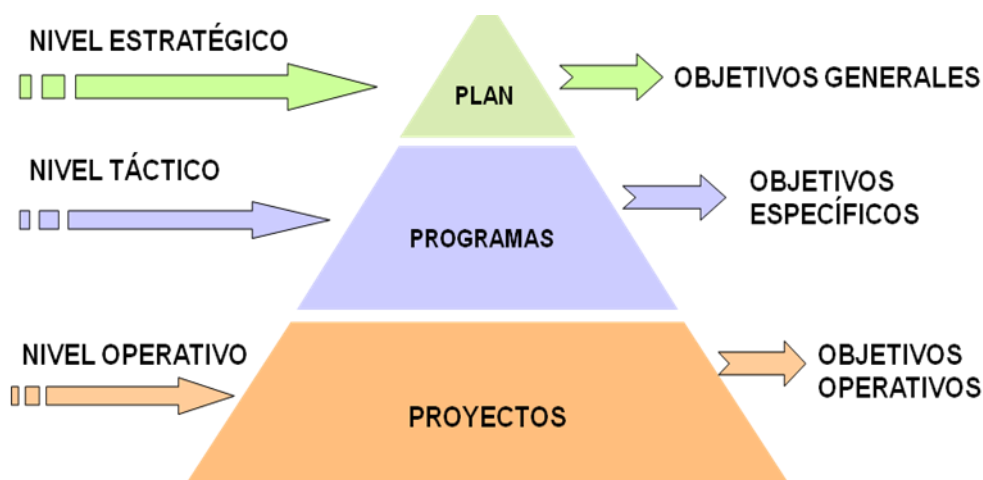 NIVEL ESTRATÉGICO
PLAN
OBJETIVOS GENERALES
NIVEL TÁCTICO
PROGRAMAS
OBJETIVOS
ESPECÍFICOS
NIVEL OPERATIVO
PROYECTOS
OBJETIVOS
OPERATIVOS